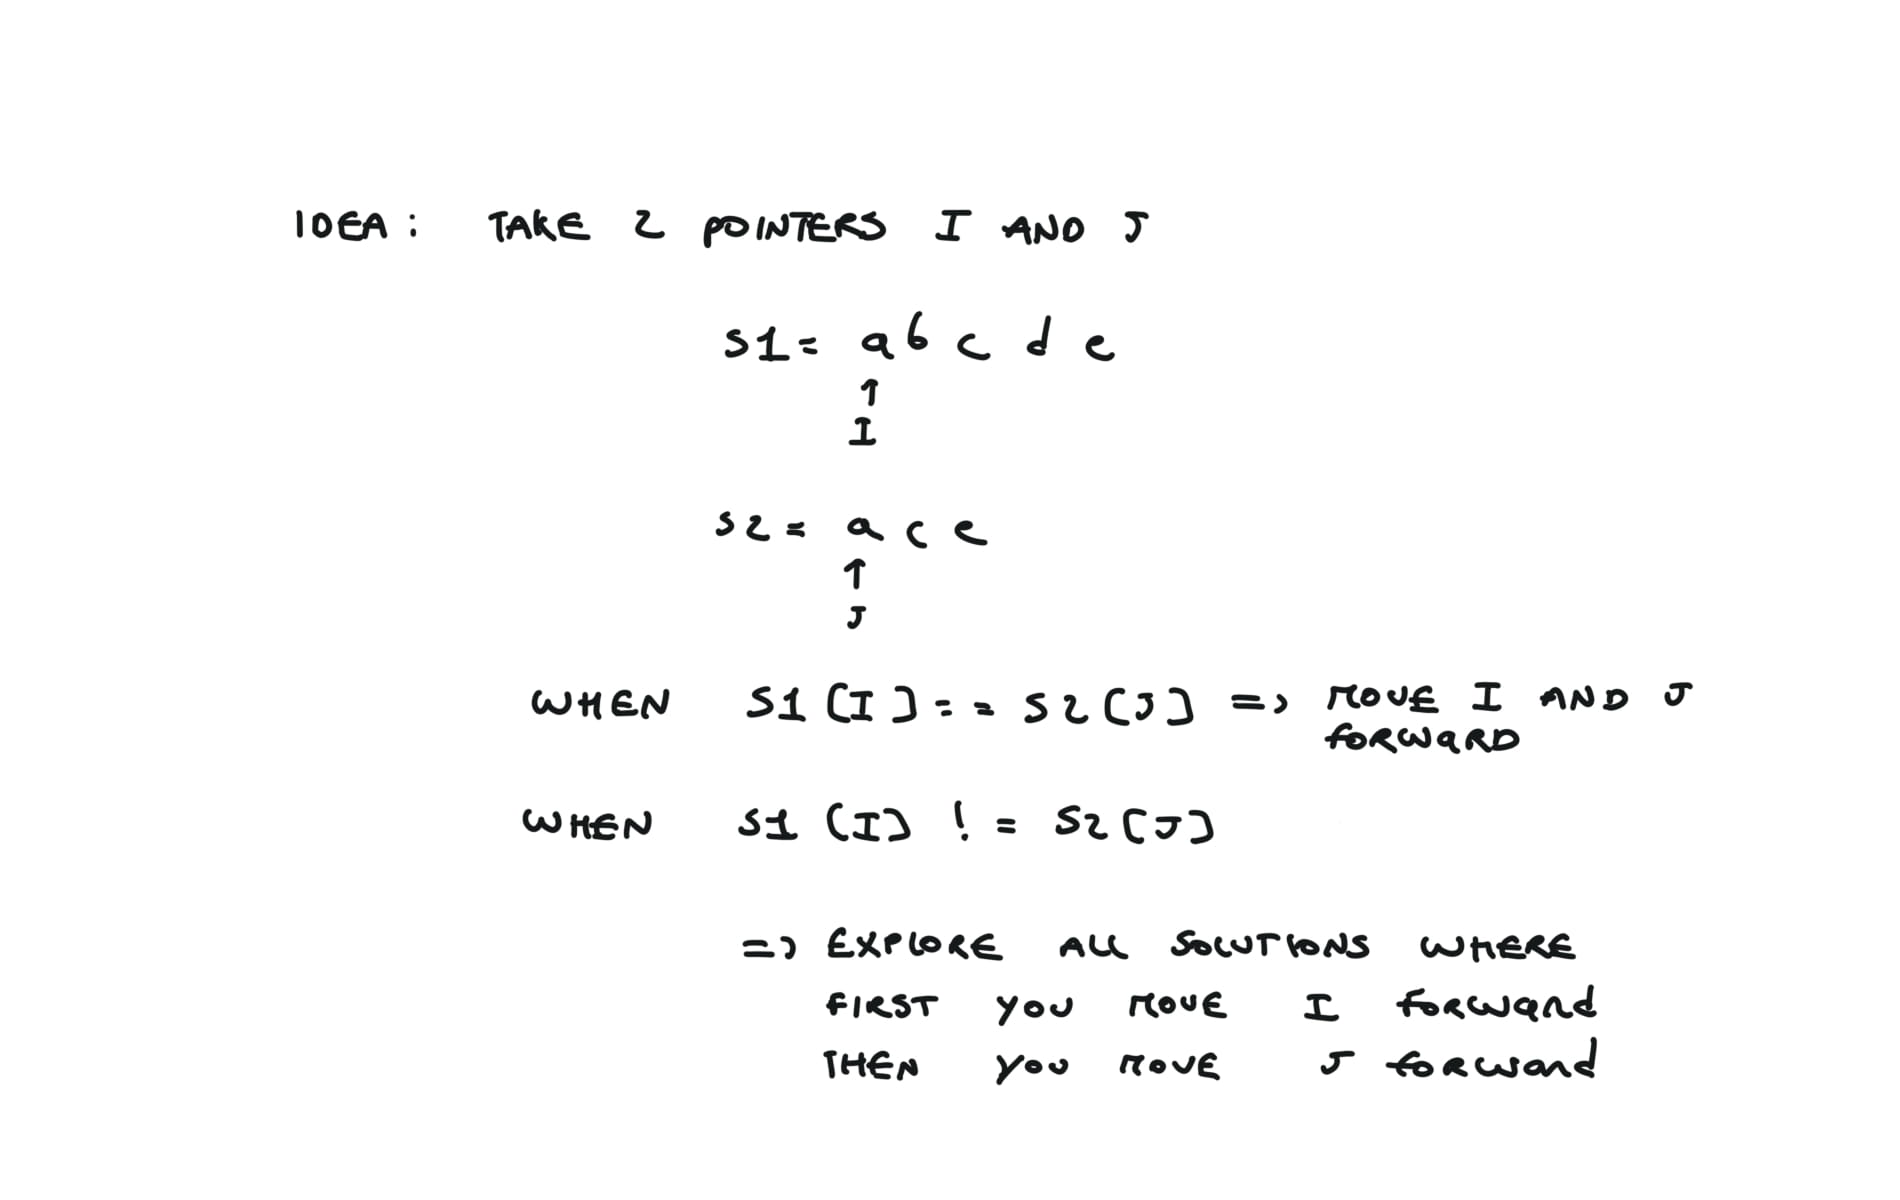 IDEA : TAKE 2 POINTERS I AND J
S1 = a b c d e
↑
I
S2 = a c e
↑
J
WHEN S1 [I] == S2 [J] => MOVE I AND J
FORWARD
WHEN S1 [I] != S2 [J]
=> EXPLORE ALL SOLUTIONS WHERE
FIRST YOU MOVE I FORWARD
THEN YOU MOVE J FORWARD